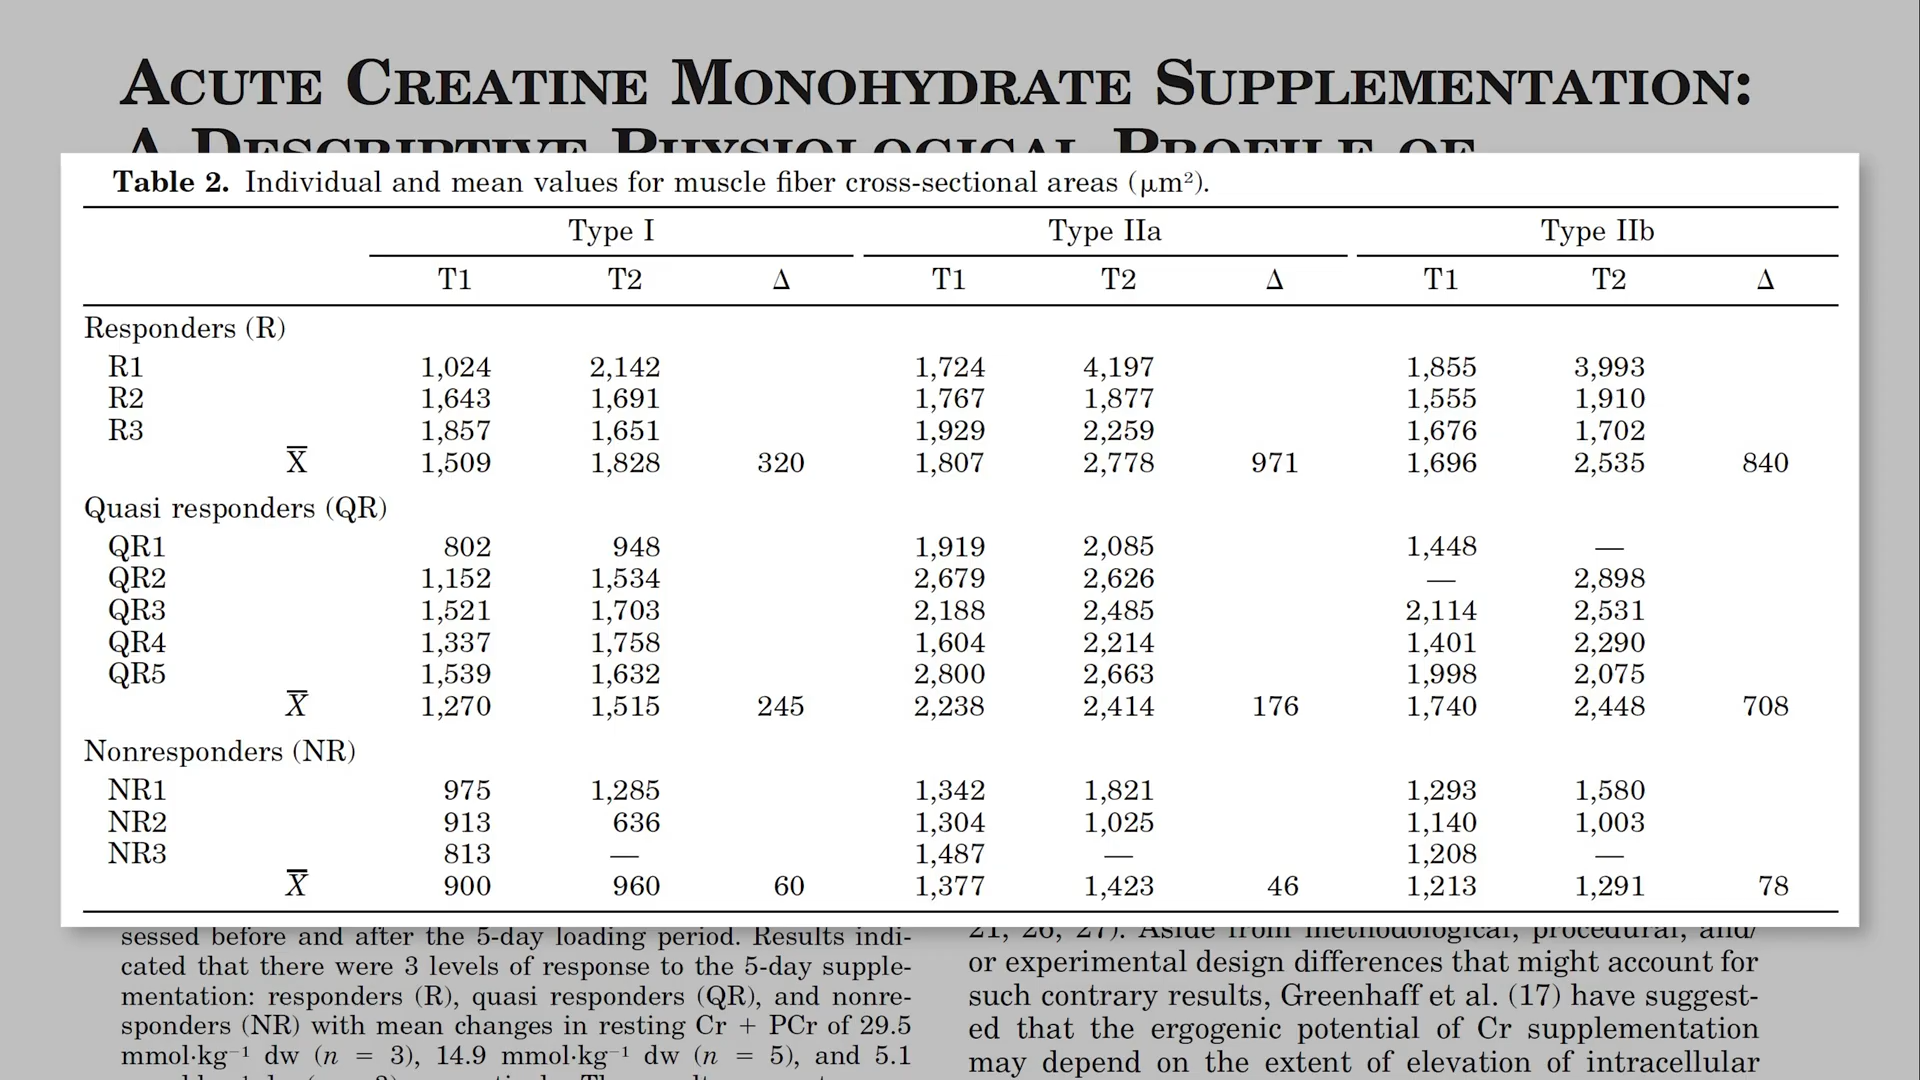 ACUTE CREATINE MONOHYDRATE SUPPLEMENTATION:
A DESCRIPTIVE PHYSIOLOGICAL PROFILE OF
Table 2. Individual and mean values for muscle fiber cross-sectional areas (μm²).
Type I Type IIa Type IIb
T1 T2 Δ T1 T2 Δ T1 T2 Δ
Responders (R)
R1 1,024 2,142 1,724 4,197 1,855 3,993
R2 1,643 1,691 1,767 1,877 1,555 1,910
R3 1,857 1,651 1,929 2,259 1,676 1,702
X̅ 1,509 1,828 320 1,807 2,778 971 1,696 2,535 840
Quasi responders (QR)
QR1 802 948 1,919 2,085 1,448 —
QR2 1,152 1,534 2,679 2,626 — 2,898
QR3 1,521 1,703 2,188 2,485 2,114 2,531
QR4 1,337 1,758 1,604 2,214 1,401 2,290
QR5 1,539 1,632 2,800 2,663 1,998 2,075
X̅ 1,270 1,515 245 2,238 2,414 176 1,740 2,448 708
Nonresponders (NR)
NR1 975 1,285 1,342 1,821 1,293 1,580
NR2 913 636 1,304 1,025 1,140 1,003
NR3 813 — 1,487 — 1,208 —
X̅ 900 960 60 1,377 1,423 46 1,213 1,291 78
sessed before and after the 5-day loading period. Results indi-
cated that there were 3 levels of response to the 5-day supple-
mentation: responders (R), quasi responders (QR), and nonre-
sponders (NR) with mean changes in resting Cr + PCr of 29.5
mmol·kg⁻¹ dw (n = 3), 14.9 mmol·kg⁻¹ dw (n = 5), and 5.1
21, 26, 27). Aside from methodological, procedural, and/
or experimental design differences that might account for
such contrary results, Greenhaff et al. (17) have suggest-
ed that the ergogenic potential of Cr supplementation
may depend on the extent of elevation of intracellular